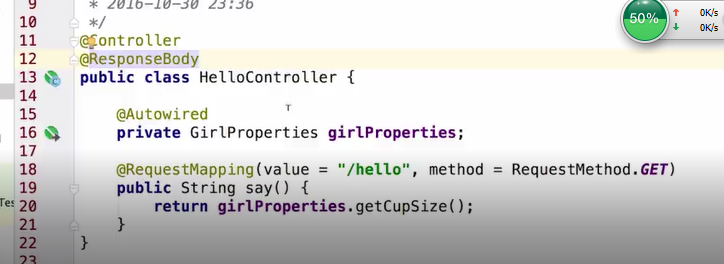 9 * 2016-10-30 23:36
10 */
11 @Controller
12 @ResponseBody
13 public class HelloController {
14
15 @Autowired
16 private GirlProperties girlProperties;
17
18 @RequestMapping(value = "/hello", method = RequestMethod.GET)
19 public String say() {
20 return girlProperties.getCupSize();
21 }
22 }
23
50%
↑ 0K/s
↓ 0K/s
Tes